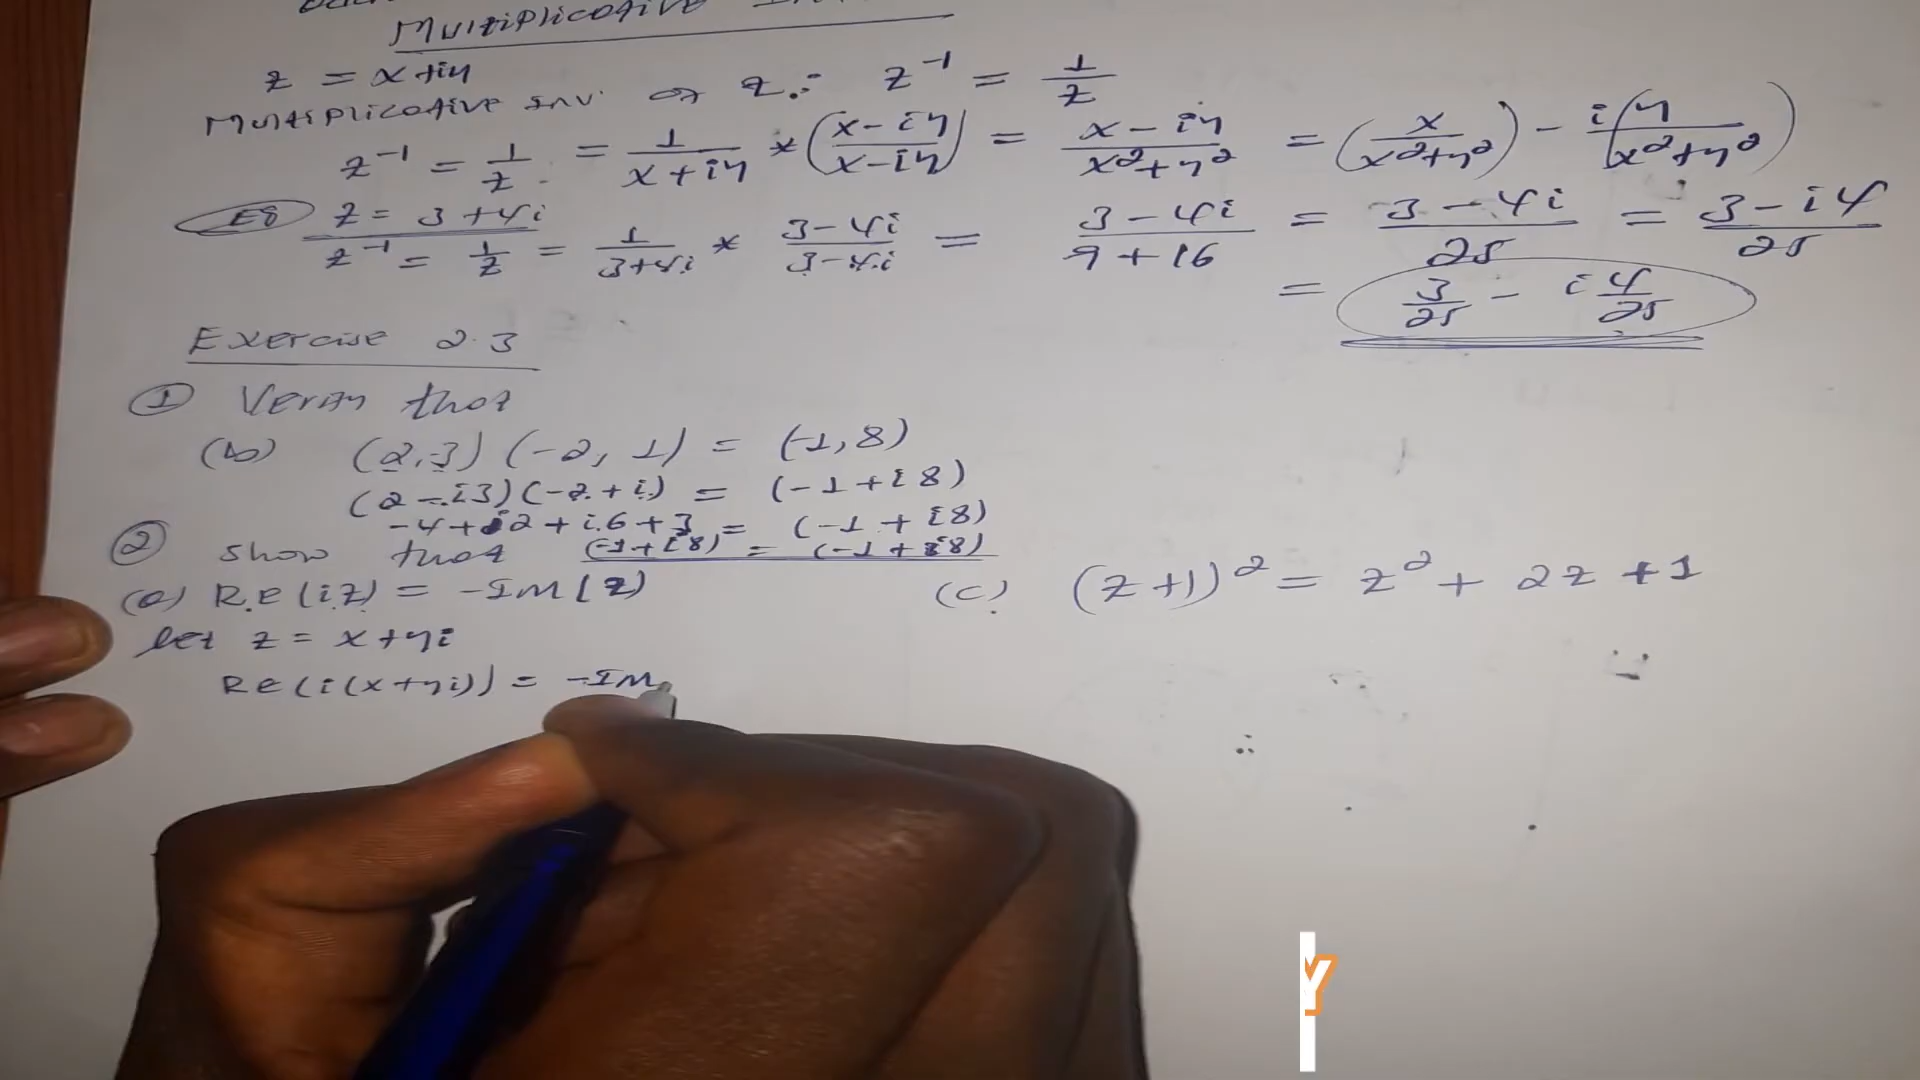 Multiplicative
z = x+iy
Multiplicative Inv. of z: z⁻¹ = 1/z
z⁻¹ = 1/z = 1/(x+iy) * ((x-iy)/(x-iy)) = (x-iy)/(x²+y²) = (x/(x²+y²)) - i(y/(x²+y²))
Eg z = 3+4i
z⁻¹ = 1/z = 1/(3+4i) * (3-4i)/(3-4i) = (3-4i)/(9+16) = (3-4i)/25 = (3-i4)/25
= 3/25 - i 4/25
Exercise 2.3
① Verify that
(b) (2,-3)(-2, 1) = (-1,8)
(2-i3)(-2+i) = (-1+i8)
-4+i2+i6+3 = (-1+i8)
② show that (-1+i8) = (-1+i8)
(a) Re(iz) = -Im(z) (c) (z+1)² = z²+2z+1
let z = x+yi
Re(i(x+yi)) = -Im
Y